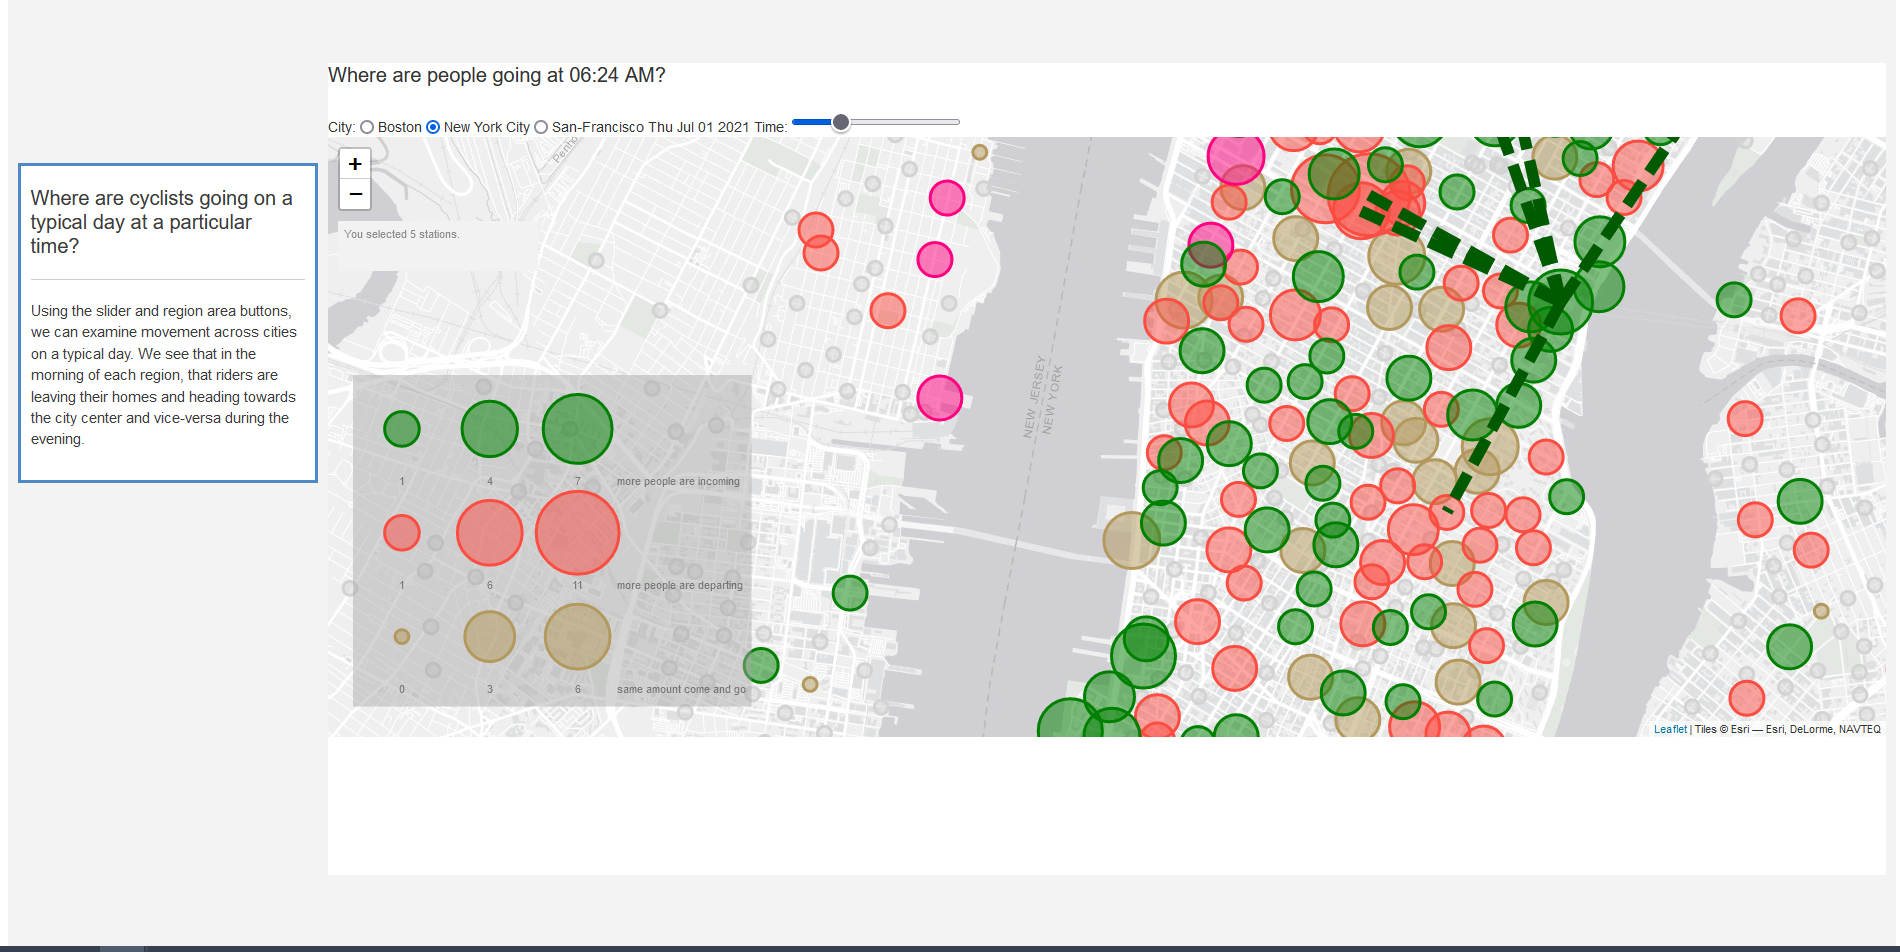 Where are people going at 06:24 AM?
City: Boston New York City San-Francisco Thu Jul 01 2021 Time:
Where are cyclists going on a
typical day at a particular
time?
Using the slider and region area buttons,
we can examine movement across cities
on a typical day. We see that in the
morning of each region, that riders are
leaving their homes and heading towards
the city center and vice-versa during the
evening.
+
−
You selected 5 stations.
NEW JERSEY
NEW YORK
1 4 7 more people are incoming
1 6 11 more people are departing
0 3 6 same amount come and go
Leaflet | Tiles © Esri — Esri, DeLorme, NAVTEQ